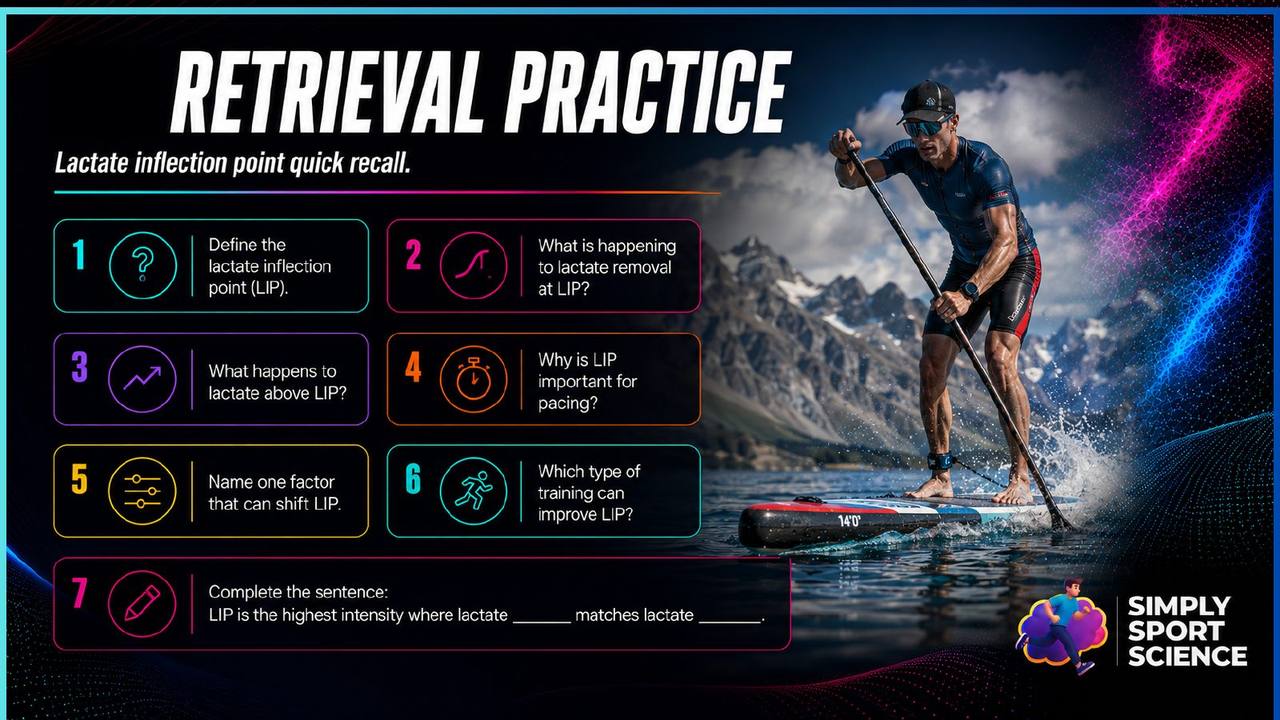 RETRIEVAL PRACTICE
Lactate inflection point quick recall.
1
Define the
lactate inflection
point (LIP).
2
What is happening
to lactate removal
at LIP?
3
What happens to
lactate above LIP?
4
Why is LIP
important for
pacing?
5
Name one factor
that can shift LIP.
6
Which type of
training can
improve LIP?
7
Complete the sentence:
LIP is the highest intensity where lactate ______ matches lactate ______.
14'0"
SIMPLY
SPORT
SCIENCE